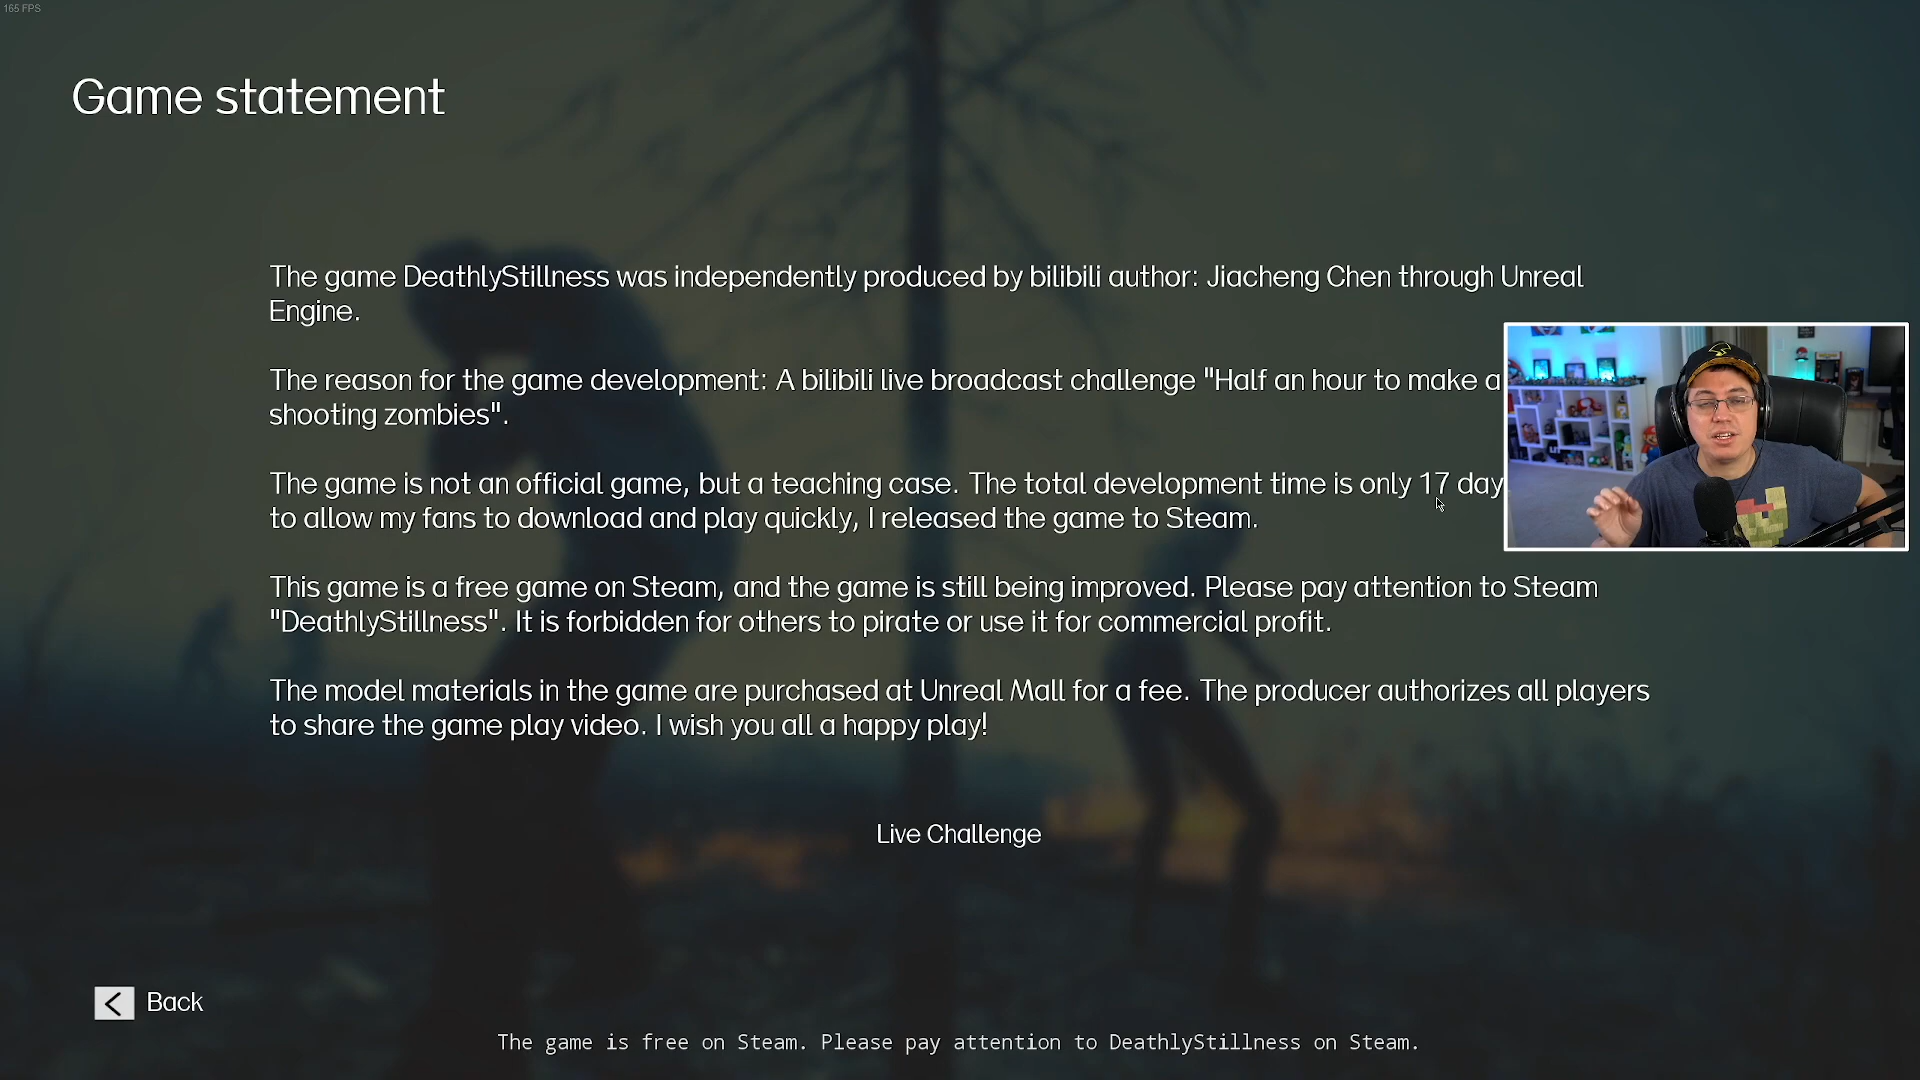 165 FPS
Game statement
The game DeathlyStillness was independently produced by bilibili author: Jiacheng Chen through Unreal
Engine.
The reason for the game development: A bilibili live broadcast challenge "Half an hour to make a
shooting zombies".
The game is not an official game, but a teaching case. The total development time is only 17 day
to allow my fans to download and play quickly, I released the game to Steam.
This game is a free game on Steam, and the game is still being improved. Please pay attention to Steam
"DeathlyStillness". It is forbidden for others to pirate or use it for commercial profit.
The model materials in the game are purchased at Unreal Mall for a fee. The producer authorizes all players
to share the game play video. I wish you all a happy play!
Live Challenge
< Back
The game is free on Steam. Please pay attention to DeathlyStillness on Steam.